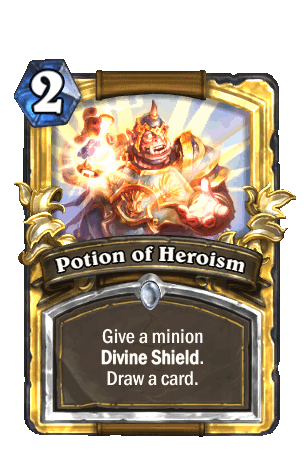 2
Potion of Heroism
Give a minion
Divine Shield.
Draw a card.